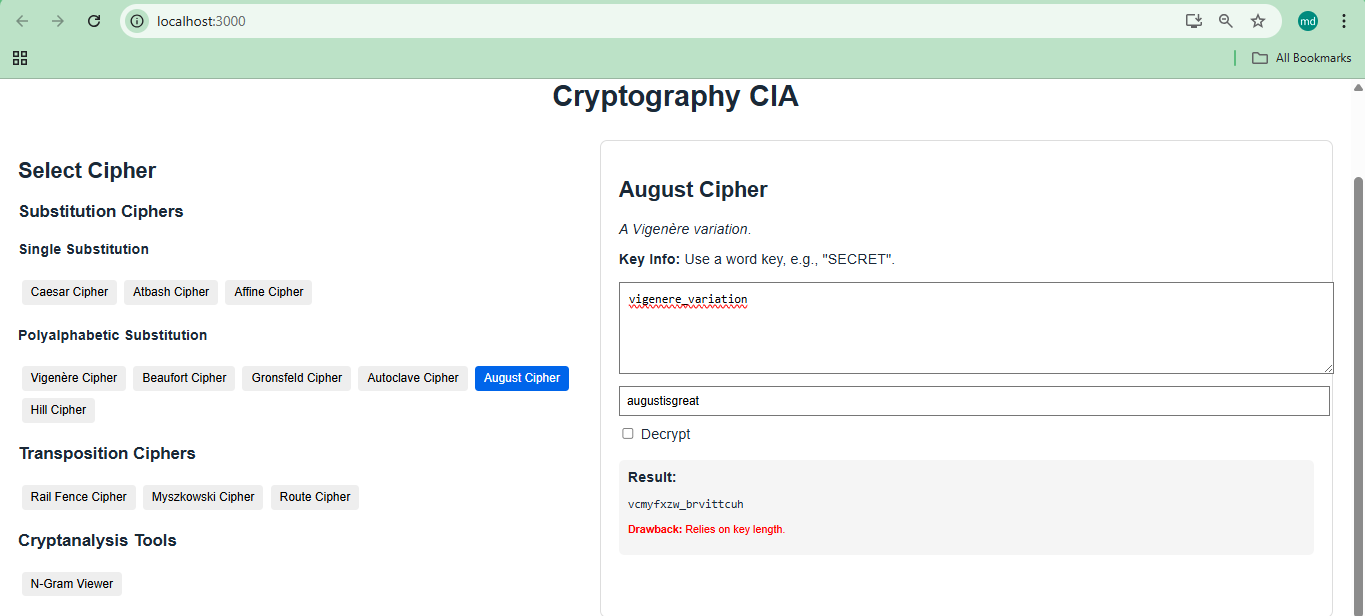 localhost:3000
md
All Bookmarks
Cryptography CIA
Select Cipher
Substitution Ciphers
Single Substitution
Caesar Cipher Atbash Cipher Affine Cipher
Polyalphabetic Substitution
Vigenère Cipher Beaufort Cipher Gronsfeld Cipher Autoclave Cipher August Cipher
Hill Cipher
Transposition Ciphers
Rail Fence Cipher Myszkowski Cipher Route Cipher
Cryptanalysis Tools
N-Gram Viewer
August Cipher
A Vigenère variation.
Key Info: Use a word key, e.g., "SECRET".
vigenere_variation
augustisgreat
Decrypt
Result:
vcmyfxzw_brvittcuh
Drawback: Relies on key length.